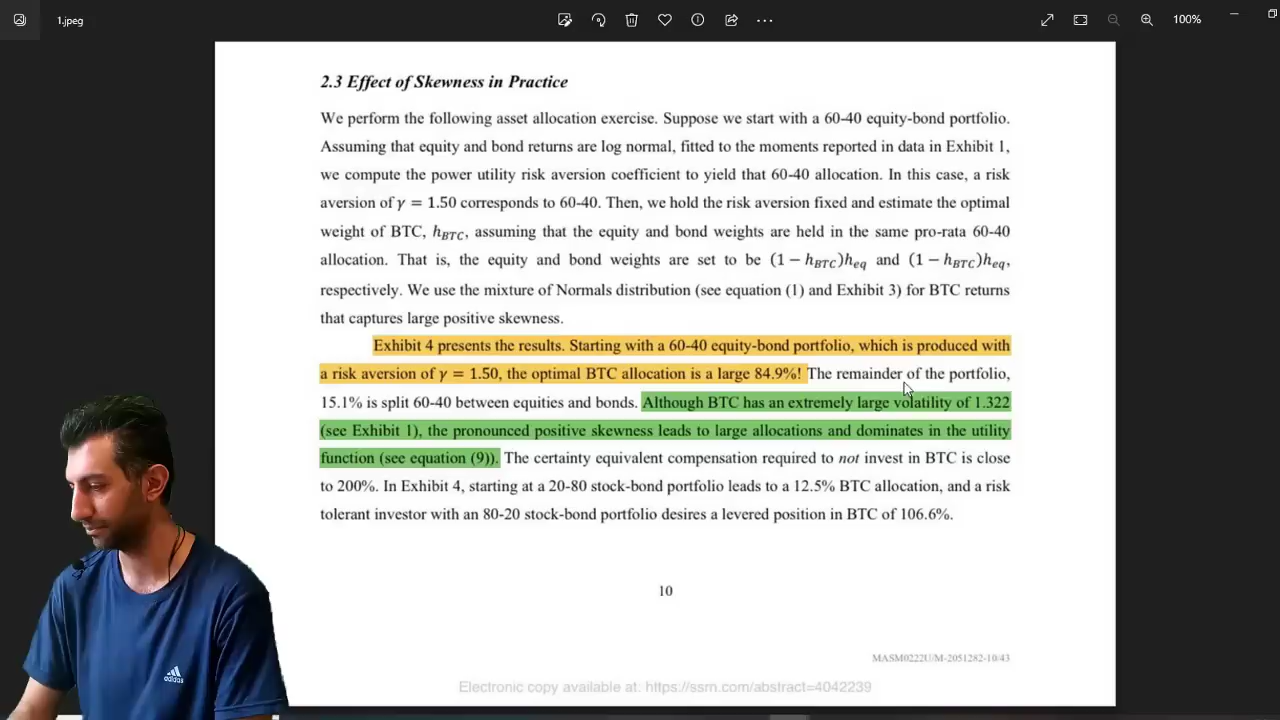 1.jpeg
100%
2.3 Effect of Skewness in Practice
We perform the following asset allocation exercise. Suppose we start with a 60-40 equity-bond portfolio.
Assuming that equity and bond returns are log normal, fitted to the moments reported in data in Exhibit 1,
we compute the power utility risk aversion coefficient to yield that 60-40 allocation. In this case, a risk
aversion of γ = 1.50 corresponds to 60-40. Then, we hold the risk aversion fixed and estimate the optimal
weight of BTC, h_BTC, assuming that the equity and bond weights are held in the same pro-rata 60-40
allocation. That is, the equity and bond weights are set to be (1 − h_BTC)h_eq and (1 − h_BTC)h_eq,
respectively. We use the mixture of Normals distribution (see equation (1) and Exhibit 3) for BTC returns
that captures large positive skewness.
Exhibit 4 presents the results. Starting with a 60-40 equity-bond portfolio, which is produced with
a risk aversion of γ = 1.50, the optimal BTC allocation is a large 84.9%! The remainder of the portfolio,
15.1% is split 60-40 between equities and bonds. Although BTC has an extremely large volatility of 1.322
(see Exhibit 1), the pronounced positive skewness leads to large allocations and dominates in the utility
function (see equation (9)). The certainty equivalent compensation required to not invest in BTC is close
to 200%. In Exhibit 4, starting at a 20-80 stock-bond portfolio leads to a 12.5% BTC allocation, and a risk
tolerant investor with an 80-20 stock-bond portfolio desires a levered position in BTC of 106.6%.
10
MASM0222U/M-2051282-10/43
Electronic copy available at: https://ssrn.com/abstract=4042239
adidas